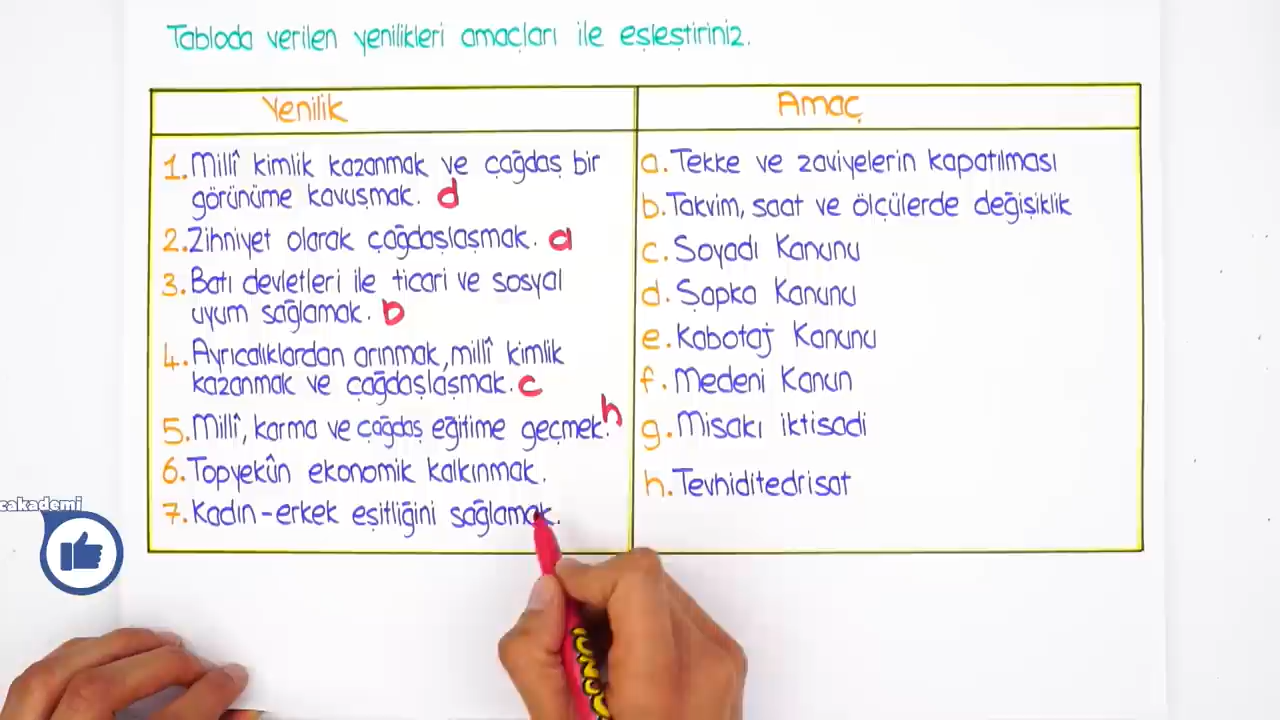 Tabloda verilen yenilikleri amaçları ile eşleştiriniz.
Yenilik
1. Millî kimlik kazanmak ve çağdaş bir
görünüme kavuşmak. d
2. Zihniyet olarak çağdaşlaşmak. a
3. Batı devletleri ile ticari ve sosyal
uyum sağlamak. b
4. Ayrıcalıklardan arınmak, millî kimlik
kazanmak ve çağdaşlaşmak. c
5. Millî, karma ve çağdaş eğitime geçmek. h
6. Topyekûn ekonomik kalkınmak.
7. Kadın-erkek eşitliğini sağlamak.
Amaç
a. Tekke ve zaviyelerin kapatılması
b. Takvim, saat ve ölçülerde değişiklik
c. Soyadı Kanunu
d. Şapka Kanunu
e. Kabotaj Kanunu
f. Medeni Kanun
g. Misakı iktisadi
h. Tevhiditedrisat
cakademi